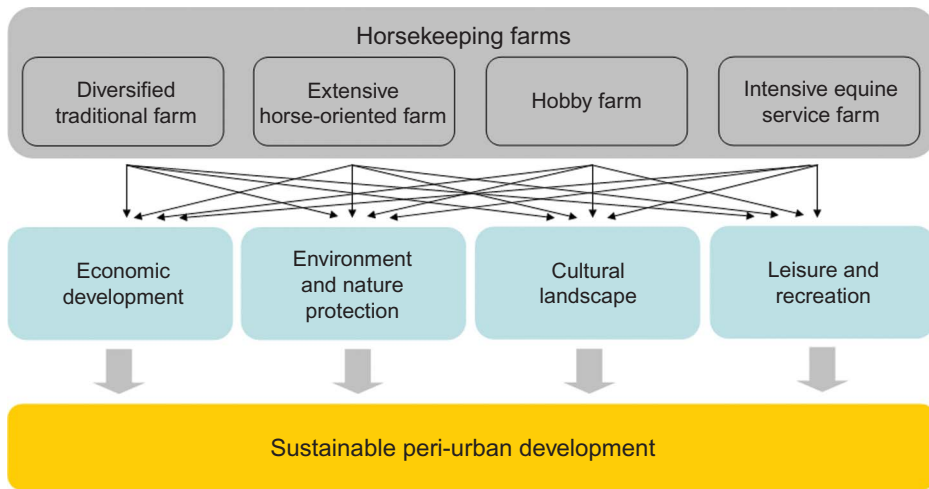 Horsekeeping farms
Diversified
traditional farm
Extensive
horse-oriented farm
Hobby farm
Intensive equine
service farm
Economic
development
Environment
and nature
protection
Cultural
landscape
Leisure and
recreation
Sustainable peri-urban development